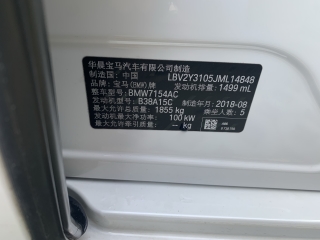 华晨宝马汽车有限公司制造
制造国：中国 LBV2Y3105JML14848
品牌：宝马(BMW)牌 发动机排量：1499 mL
整车型号：BMW7154AC
发动机型号：B38A15C 制造年月：2018-08
最大允许总质量：1855 kg 乘坐人数：5
发动机最大净功率：100 kW
最大允许牵引质量：— kg